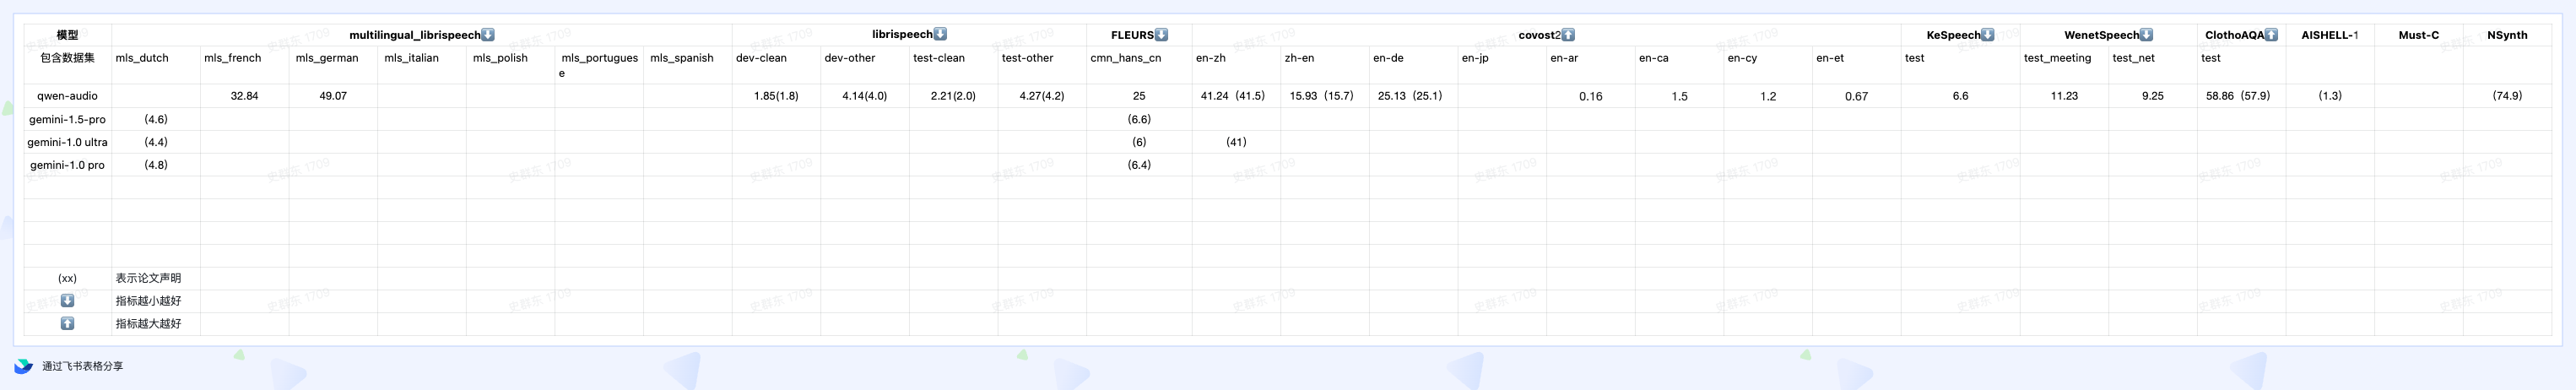 模型 multilingual_librispeech⬇️ librispeech⬇️ FLEURS⬇️ covost2⬆️ KeSpeech⬇️ WenetSpeech⬇️ ClothoAQA⬆️ AISHELL-1 Must-C NSynth
包含数据集 mls_dutch mls_french mls_german mls_italian mls_polish mls_portuguese mls_spanish dev-clean dev-other test-clean test-other cmn_hans_cn en-zh zh-en en-de en-jp en-ar en-ca en-cy en-et test test_meeting test_net test
qwen-audio 32.84 49.07 1.85(1.8) 4.14(4.0) 2.21(2.0) 4.27(4.2) 25 41.24（41.5） 15.93（15.7） 25.13（25.1） 0.16 1.5 1.2 0.67 6.6 11.23 9.25 58.86（57.9） （1.3） （74.9）
gemini-1.5-pro （4.6） （6.6）
gemini-1.0 ultra （4.4） （6） （41）
gemini-1.0 pro （4.8） （6.4）
（xx） 表示论文声明
⬇️ 指标越小越好
⬆️ 指标越大越好
通过飞书表格分享
史群东 1709